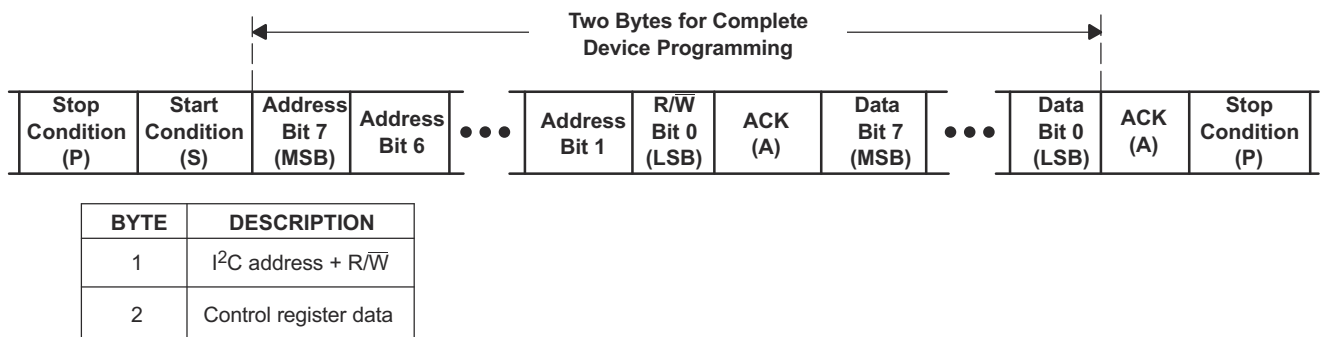 Two Bytes for Complete
Device Programming
Stop Condition (P) Start Condition (S) Address Bit 7 (MSB) Address Bit 6 ••• Address Bit 1 R/W̅ Bit 0 (LSB) ACK (A) Data Bit 7 (MSB) ••• Data Bit 0 (LSB) ACK (A) Stop Condition (P)
BYTE DESCRIPTION
1 I²C address + R/W̅
2 Control register data